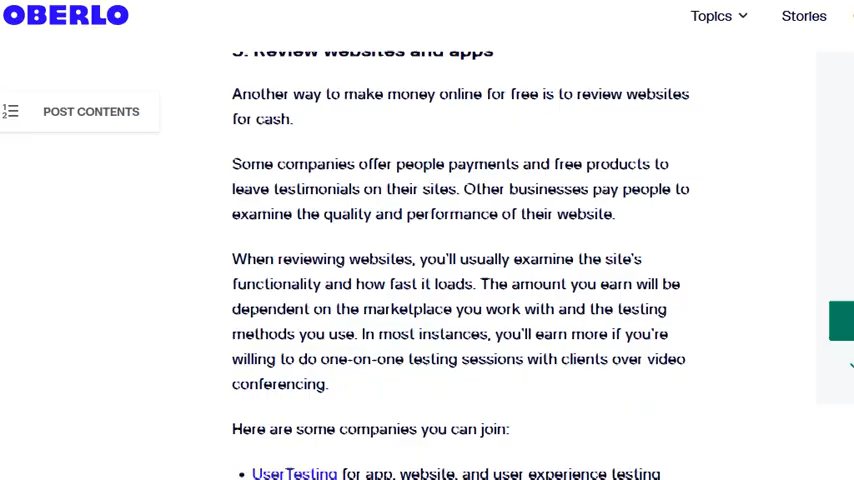 OBERLO
Topics
Stories
Review websites and apps
Another way to make money online for free is to review websites
for cash.
1
2
POST CONTENTS
Some companies offer people payments and free products to
leave testimonials on their sites. Other businesses pay people to
examine the quality and performance of their website.
When reviewing websites, you'll usually examine the site's
functionality and how fast it loads. The amount you earn will be
dependent on the marketplace you work with and the testing
methods you use. In most instances, you'll earn more if you're
willing to do one-on-one testing sessions with clients over video
conferencing.
Here are some companies you can join:
• UserTesting for app, website, and user experience testing